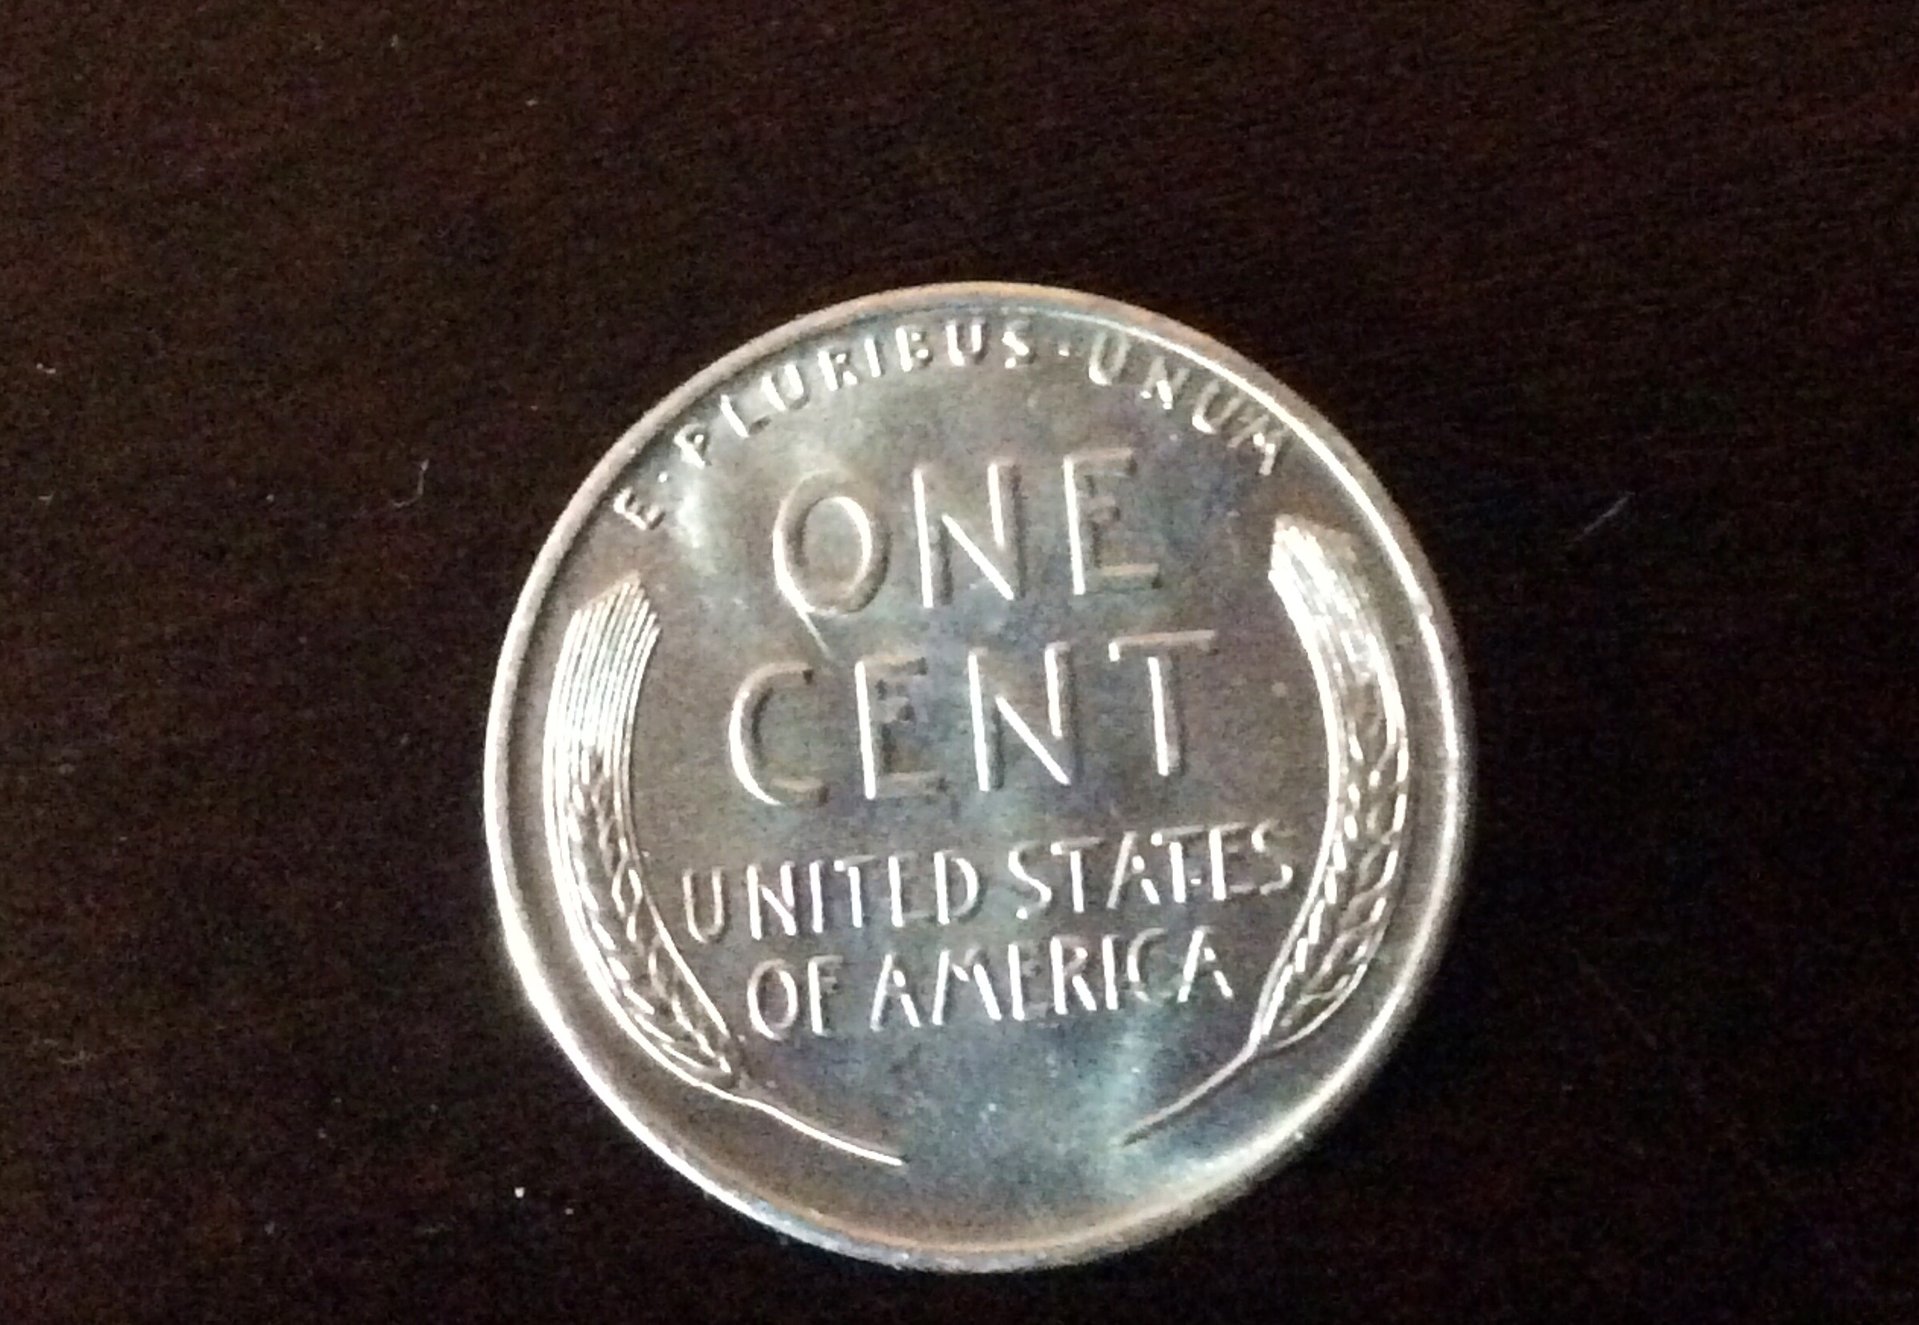 E·PLURIBUS·UNUM
ONE
CENT
UNITED STATES
OF AMERICA